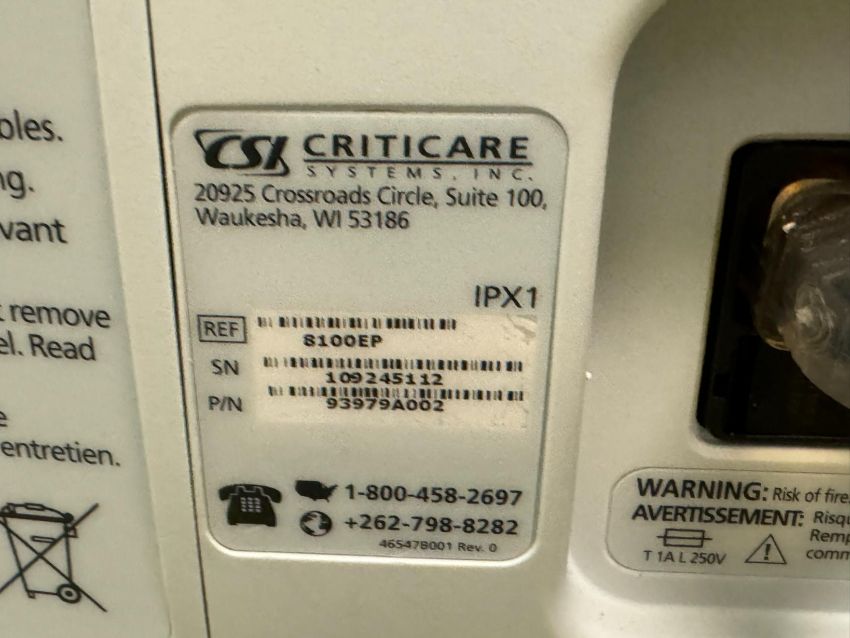 oles.
ng.
vant
remove
el. Read
e
entretien.
CSI CRITICARE
SYSTEMS, INC.
20925 Crossroads Circle, Suite 100,
Waukesha, WI 53186
IPX1
REF 8100EP
SN 109245112
P/N 93979A002
1-800-458-2697
+262-798-8282
465478001 Rev. 0
WARNING: Risk of fire.
AVERTISSEMENT: Risqu
Remp
T 1A L 250V comm